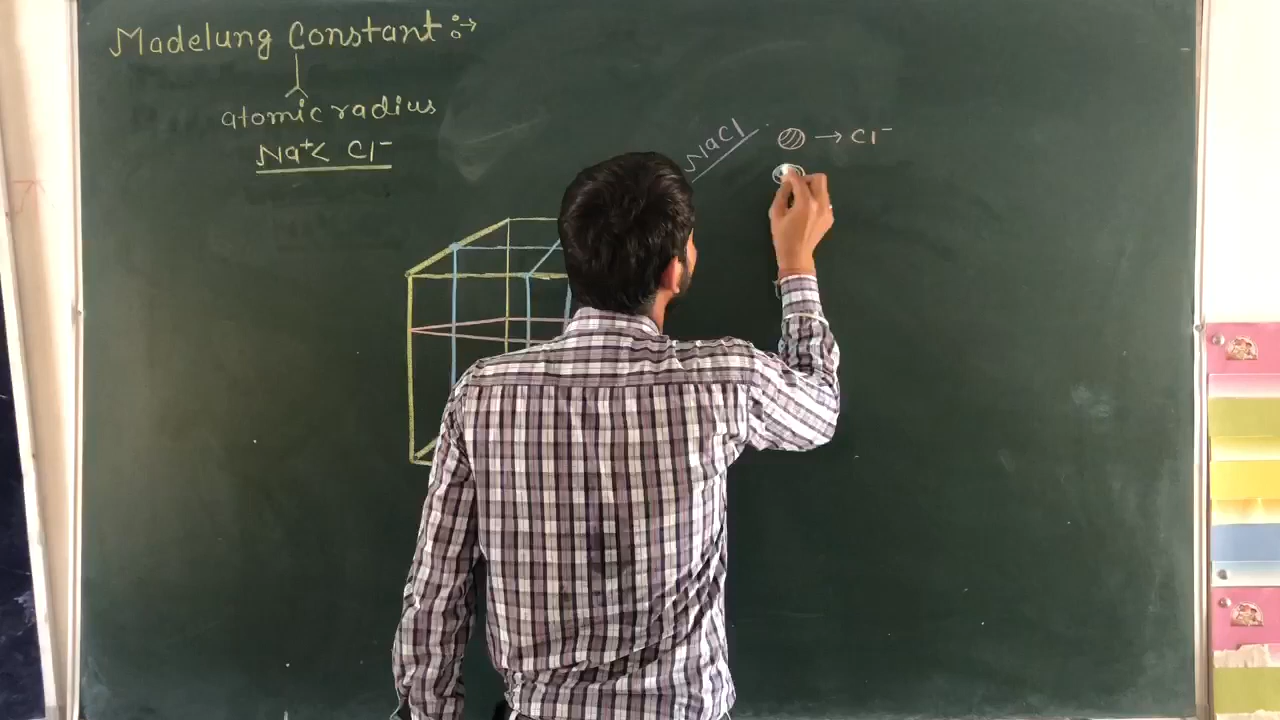 Madelung Constant :->
atomic radius
Na⁺< Cl⁻
NaCl
→ Cl⁻